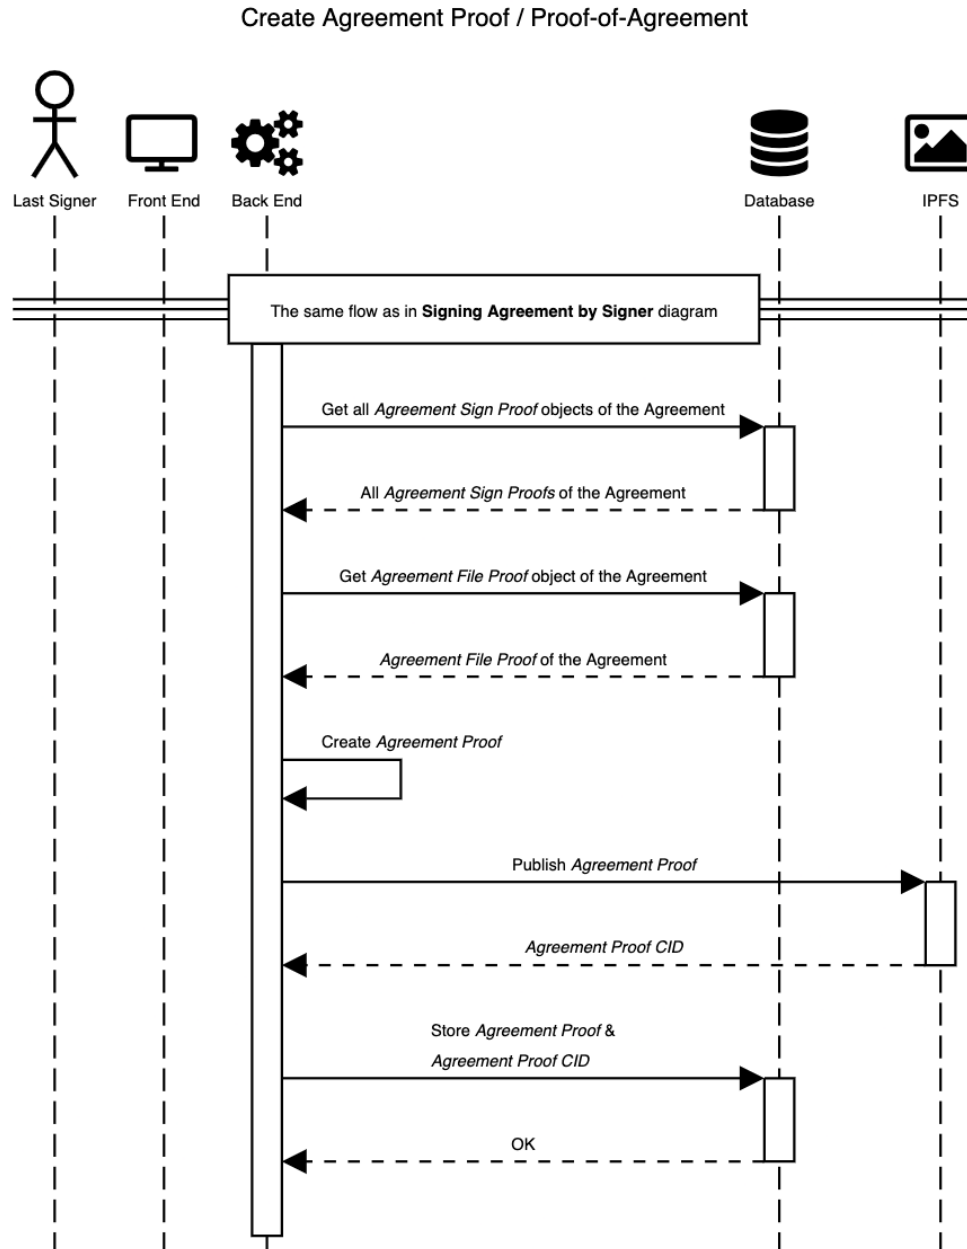 Create Agreement Proof / Proof-of-Agreement
Last Signer
Front End
Back End
Database
IPFS
The same flow as in Signing Agreement by Signer diagram
Get all Agreement Sign Proof objects of the Agreement
All Agreement Sign Proofs of the Agreement
Get Agreement File Proof object of the Agreement
Agreement File Proof of the Agreement
Create Agreement Proof
Publish Agreement Proof
Agreement Proof CID
Store Agreement Proof &
Agreement Proof CID
OK